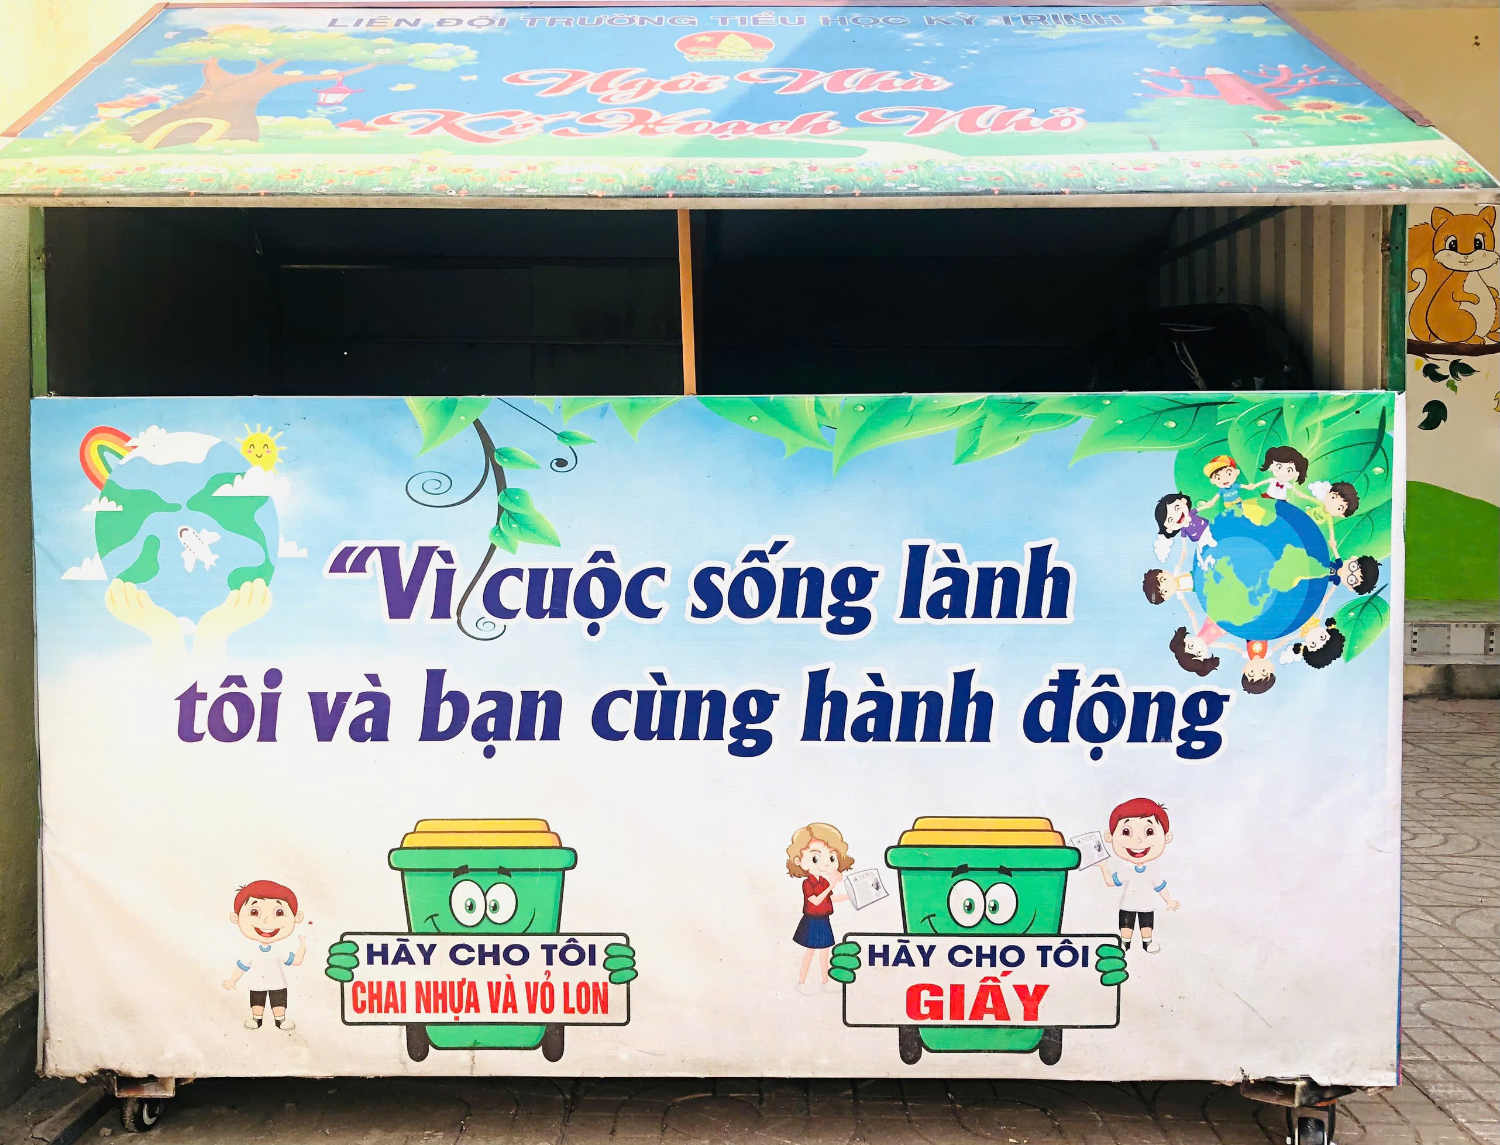 LIÊN ĐỘI TRƯỜNG TIỂU HỌC KỲ TRINH
Ngôi Nhà
Kế Hoạch Nhỏ
“Vì cuộc sống lành
tôi và bạn cùng hành động
HÃY CHO TÔI
CHAI NHỰA VÀ VỎ LON
HÃY CHO TÔI
GIẤY